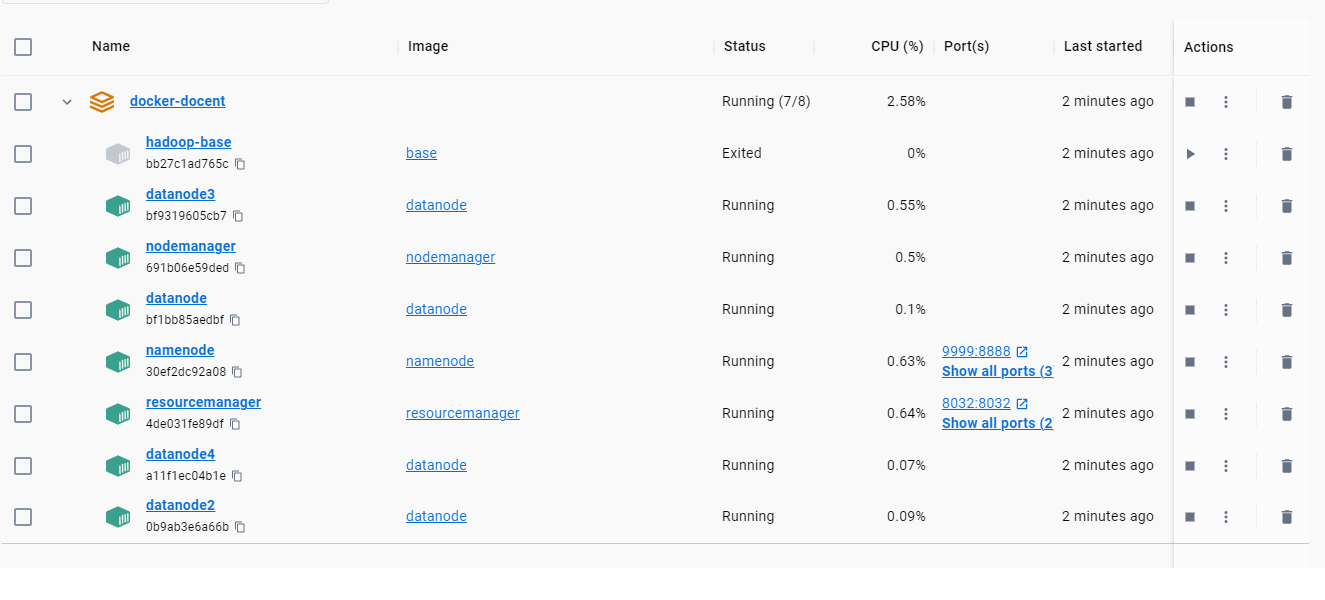 Name Image Status CPU (%) Port(s) Last started Actions
docker-docent Running (7/8) 2.58% 2 minutes ago
hadoop-base
bb27c1ad765c base Exited 0% 2 minutes ago
datanode3
bf9319605cb7 datanode Running 0.55% 2 minutes ago
nodemanager
691b06e59ded nodemanager Running 0.5% 2 minutes ago
datanode
bf1bb85aedbf datanode Running 0.1% 2 minutes ago
namenode
30ef2dc92a08 namenode Running 0.63% 9999:8888 2 minutes ago
Show all ports (3
resourcemanager
4de031fe89df resourcemanager Running 0.64% 8032:8032 2 minutes ago
Show all ports (2
datanode4
a11f1ec04b1e datanode Running 0.07% 2 minutes ago
datanode2
0b9ab3e6a66b datanode Running 0.09% 2 minutes ago